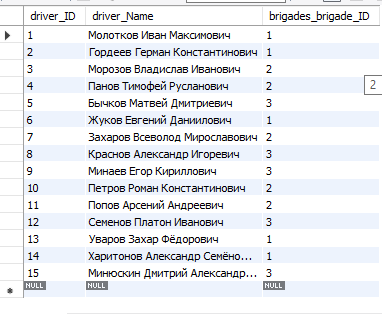 driver_ID driver_Name brigades_brigade_ID
1 Молотков Иван Максимович 1
2 Гордеев Герман Константинович 1
3 Морозов Владислав Иванович 2
4 Панов Тимофей Русланович 2
2
5 Бычков Матвей Дмитриевич 3
6 Жуков Евгений Даниилович 1
7 Захаров Всеволод Мирославович 2
8 Краснов Александр Игоревич 3
9 Минаев Егор Кириллович 3
10 Петров Роман Константинович 2
11 Попов Арсений Андреевич 2
12 Семенов Платон Иванович 3
13 Уваров Захар Фёдорович 1
14 Харитонов Александр Семёно... 1
15 Минюскин Дмитрий Александр... 3
NULL NULL NULL